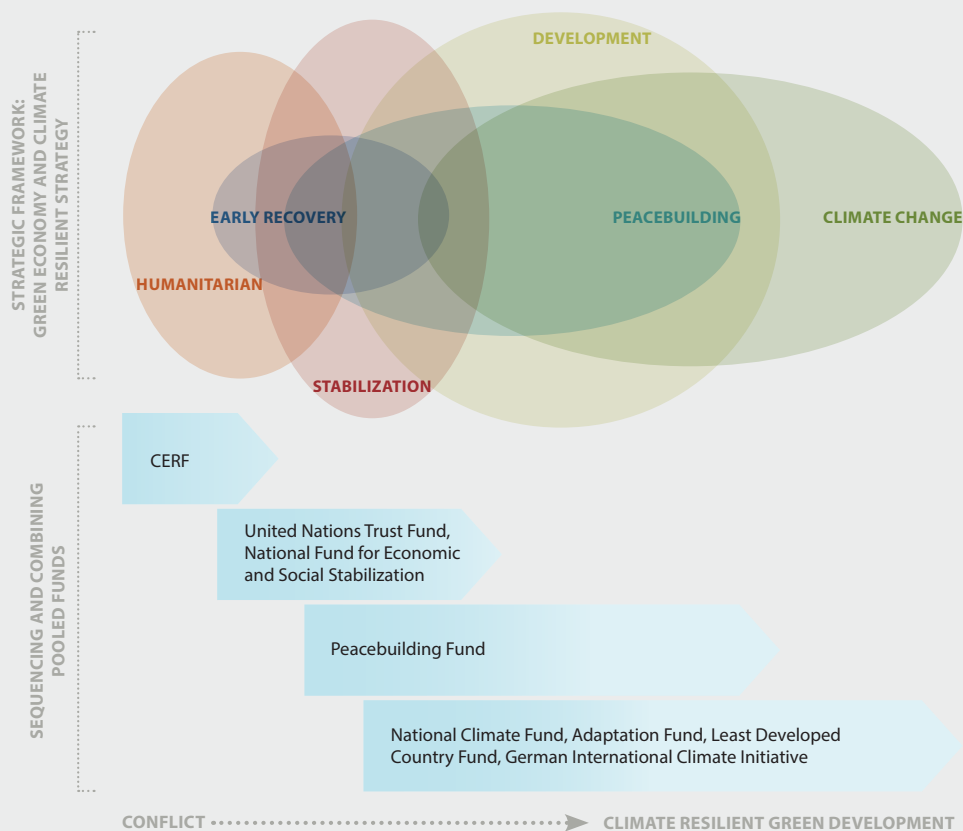 STRATEGIC FRAMEWORK:
GREEN ECONOMY AND CLIMATE
RESILIENT STRATEGY
DEVELOPMENT
EARLY RECOVERY
PEACEBUILDING
CLIMATE CHANGE
HUMANITARIAN
STABILIZATION
SEQUENCING AND COMBINING
POOLED FUNDS
CERF
United Nations Trust Fund,
National Fund for Economic
and Social Stabilization
Peacebuilding Fund
National Climate Fund, Adaptation Fund, Least Developed
Country Fund, German International Climate Initiative
CONFLICT
CLIMATE RESILIENT GREEN DEVELOPMENT